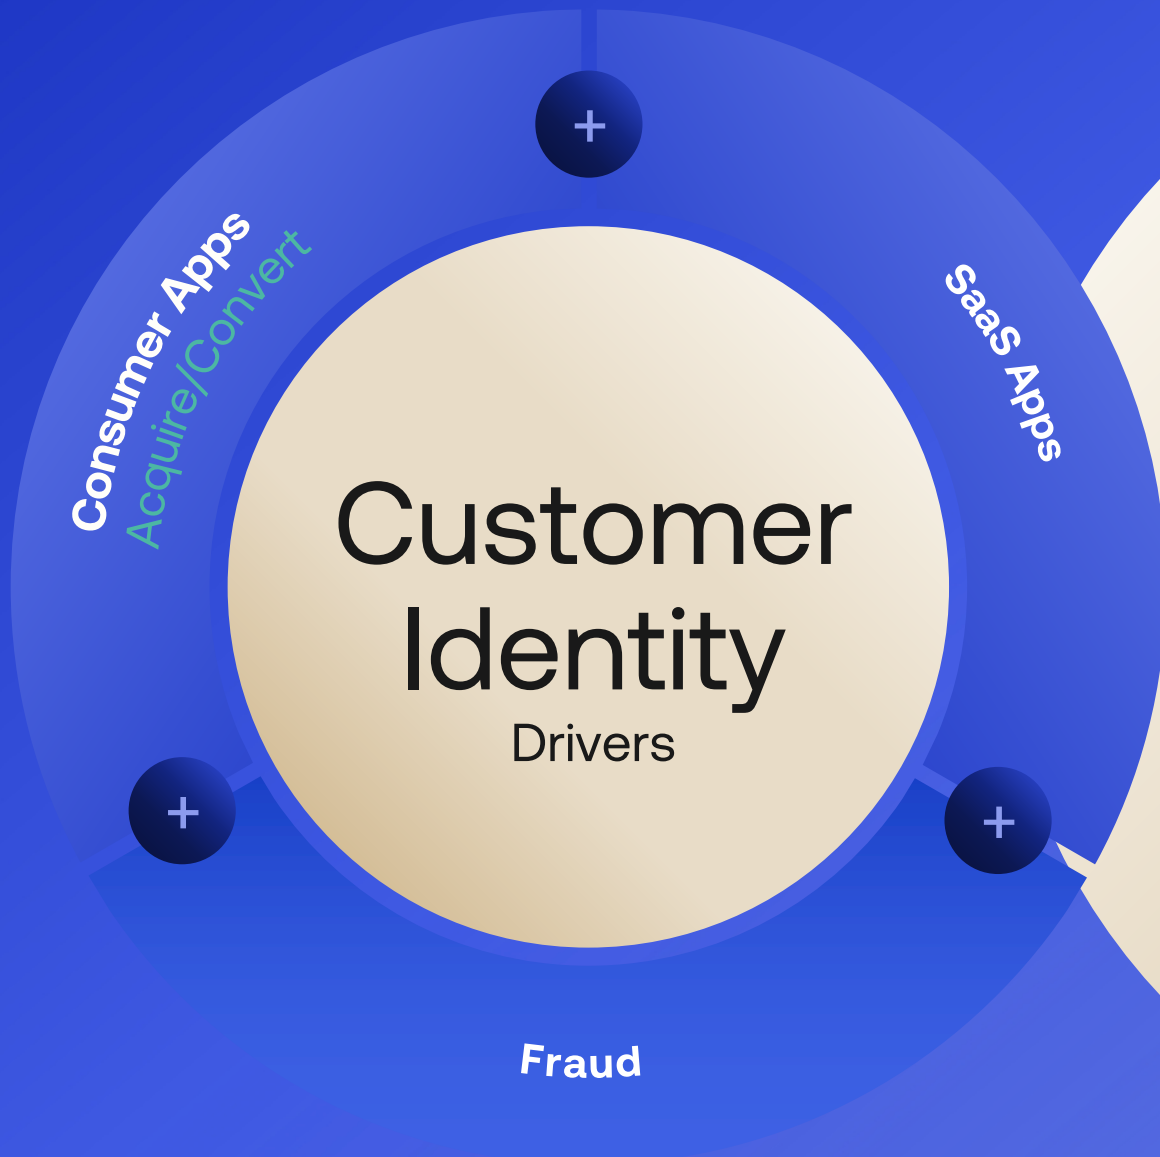 +
Consumer Apps
Acquire/Convert
SaaS Apps
Customer
Identity
Drivers
+
+
Fraud